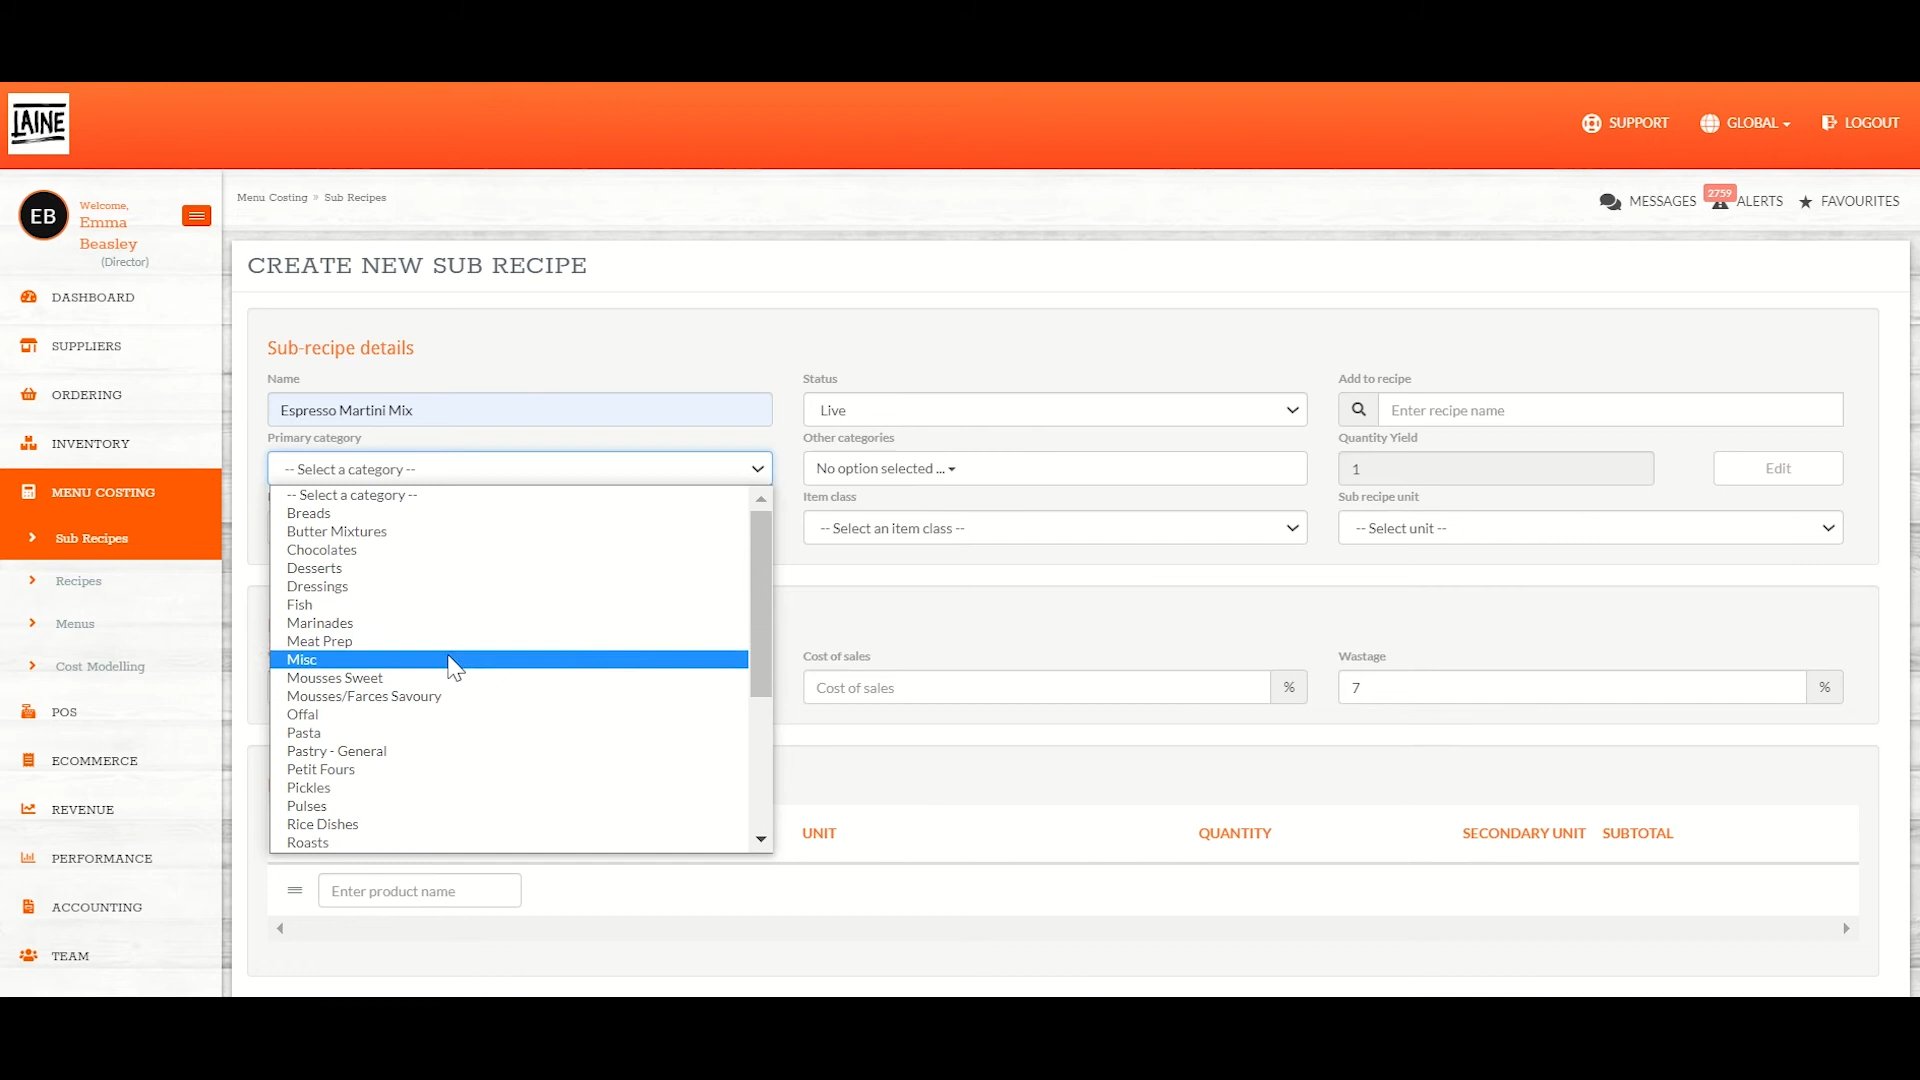 LAINE
SUPPORT
GLOBAL
LOGOUT
EB
Welcome,
Emma
Beasley
(Director)
Menu Costing » Sub Recipes
MESSAGES
2759
ALERTS
FAVOURITES
DASHBOARD
SUPPLIERS
ORDERING
INVENTORY
MENU COSTING
Sub Recipes
Recipes
Menus
Cost Modelling
POS
ECOMMERCE
REVENUE
PERFORMANCE
ACCOUNTING
TEAM
CREATE NEW SUB RECIPE
Sub-recipe details
Name
Status
Add to recipe
Espresso Martini Mix
Live
Enter recipe name
Primary category
Other categories
Quantity Yield
-- Select a category --
No option selected ...
1
Edit
-- Select a category --
Breads
Butter Mixtures
Chocolates
Desserts
Dressings
Fish
Marinades
Meat Prep
Misc
Mousses Sweet
Mousses/Farces Savoury
Offal
Pasta
Pastry - General
Petit Fours
Pickles
Pulses
Rice Dishes
Roasts
Item class
Sub recipe unit
-- Select an item class --
-- Select unit --
Cost of sales
Wastage
Cost of sales
%
7
%
UNIT
QUANTITY
SECONDARY UNIT
SUBTOTAL
Enter product name